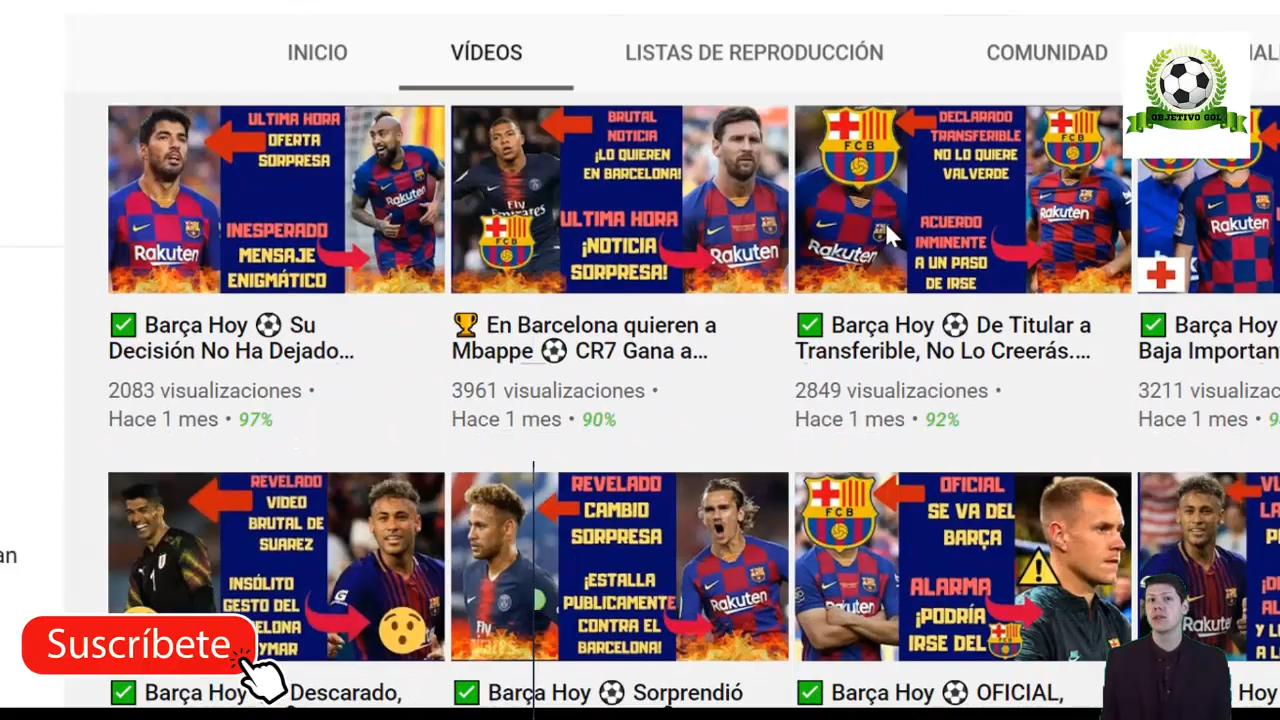 INICIO
VÍDEOS
LISTAS DE REPRODUCCIÓN
COMUNIDAD
OBJETIVO GOL
ULTIMA HORA
OFERTA
SORPRESA
INESPERADO
MENSAJE
ENIGMÁTICO
Rakuten
Rakuten
BRUTAL
NOTICIA
¡LO QUIEREN
EN BARCELONA!
ULTIMA HORA
¡NOTICIA
SORPRESA!
Fly
Emirates
FCB
Rakuten
DECLARADO
TRANSFERIBLE
NO LO QUIERE
VALVERDE
ACUERDO
INMINENTE
A UN PASO
DE IRSE
FCB
FCB
Rakuten
Rakuten
Rakuten
Barça Hoy Su
Decisión No Ha Dejado...
2083 visualizaciones •
Hace 1 mes • 97%
En Barcelona quieren a
Mbappe CR7 Gana a...
3961 visualizaciones •
Hace 1 mes • 90%
Barça Hoy De Titular a
Transferible, No Lo Creerás....
2849 visualizaciones •
Hace 1 mes • 92%
Barça Hoy
Hace 1 mes •
REVELADO
VIDEO
BRUTAL DE
SUAREZ
INSÓLITO
GESTO DEL
REVELADO
CAMBIO
SORPRESA
¡ESTALLA
PUBLICAMENTE
CONTRA EL
BARCELONA!
Fly
Rakuten
OFICIAL
SE VA DEL
BARÇA
ALARMA
¡PODRÍA
IRSE DEL
FCB
Rakuten
Suscríbete
Barça Hoy Descarado,
Barça Hoy Sorprendió
Barça Hoy OFICIAL,
Hoy